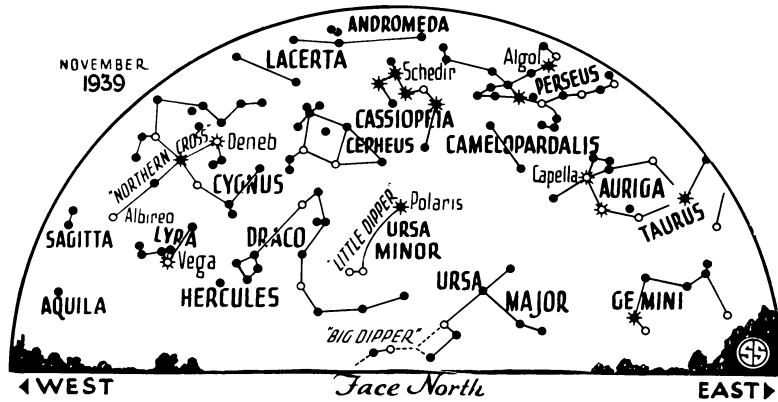 ANDROMEDA
LACERTA
NOVEMBER
1939
Schedir
Algol
PERSEUS
CASSIOPEIA
CEPHEUS
CAMELOPARDALIS
"NORTHERN CROSS"
Deneb
CYGNUS
Capella
AURIGA
TAURUS
Albireo
SAGITTA
LYRA
Vega
DRACO
"LITTLE DIPPER"
Polaris
URSA
MINOR
HERCULES
AQUILA
URSA
MAJOR
GEMINI
"BIG DIPPER"
SS
WEST
Face North
EAST